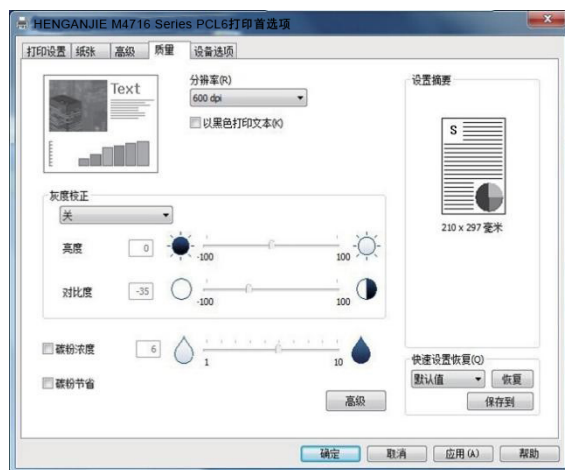 HENGANJIE M4716 Series PCL6打印首选项
打印设置 纸张 高级 质量 设备选项
Text
分辨率(R)
600 dpi
以黑色打印文本(K)
灰度校正
关
亮度 0 -100 100
对比度 -35 -100 100
碳粉浓度 6 1 10
碳粉节省
高级
设置摘要
S
210 x 297 毫米
快速设置恢复(Q)
默认值 恢复
保存到
确定 取消 应用(A) 帮助